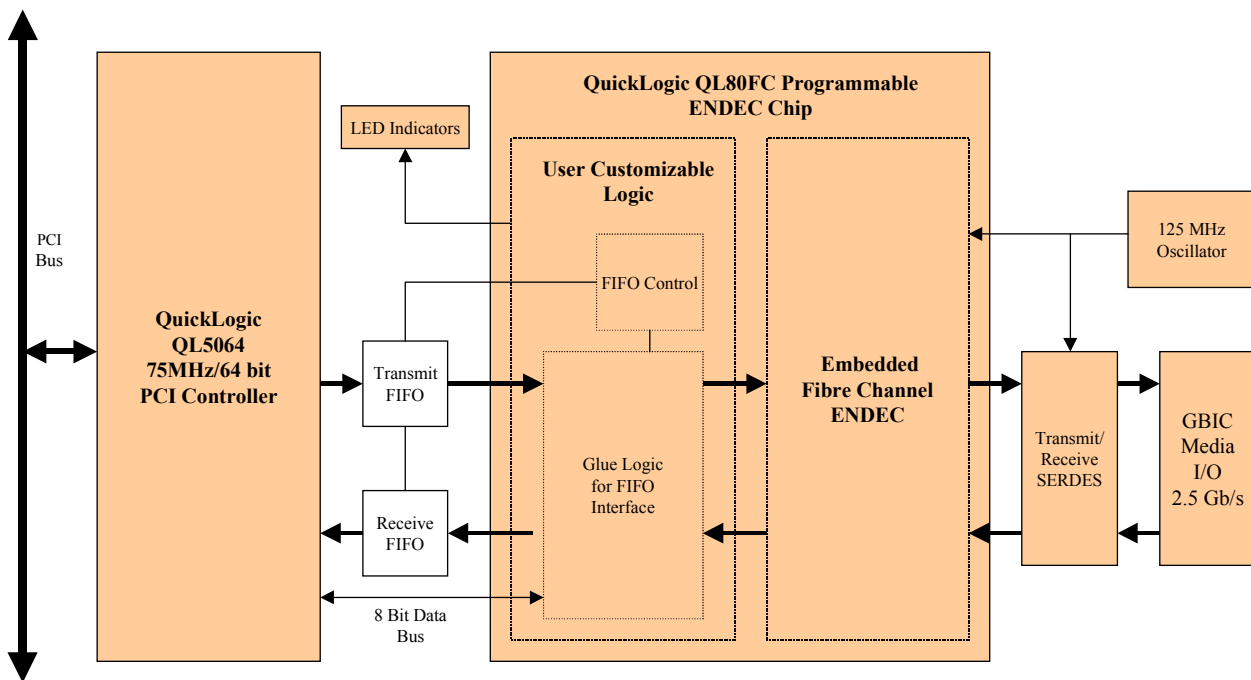 QuickLogic QL80FC Programmable
ENDEC Chip
LED Indicators
User Customizable
Logic
PCI
Bus
125 MHz
Oscillator
FIFO Control
QuickLogic
QL5064
75MHz/64 bit
PCI Controller
Transmit
FIFO
Embedded
Fibre Channel
ENDEC
Glue Logic
for FIFO
Interface
Transmit/
Receive
SERDES
GBIC
Media
I/O
2.5 Gb/s
Receive
FIFO
8 Bit Data
Bus